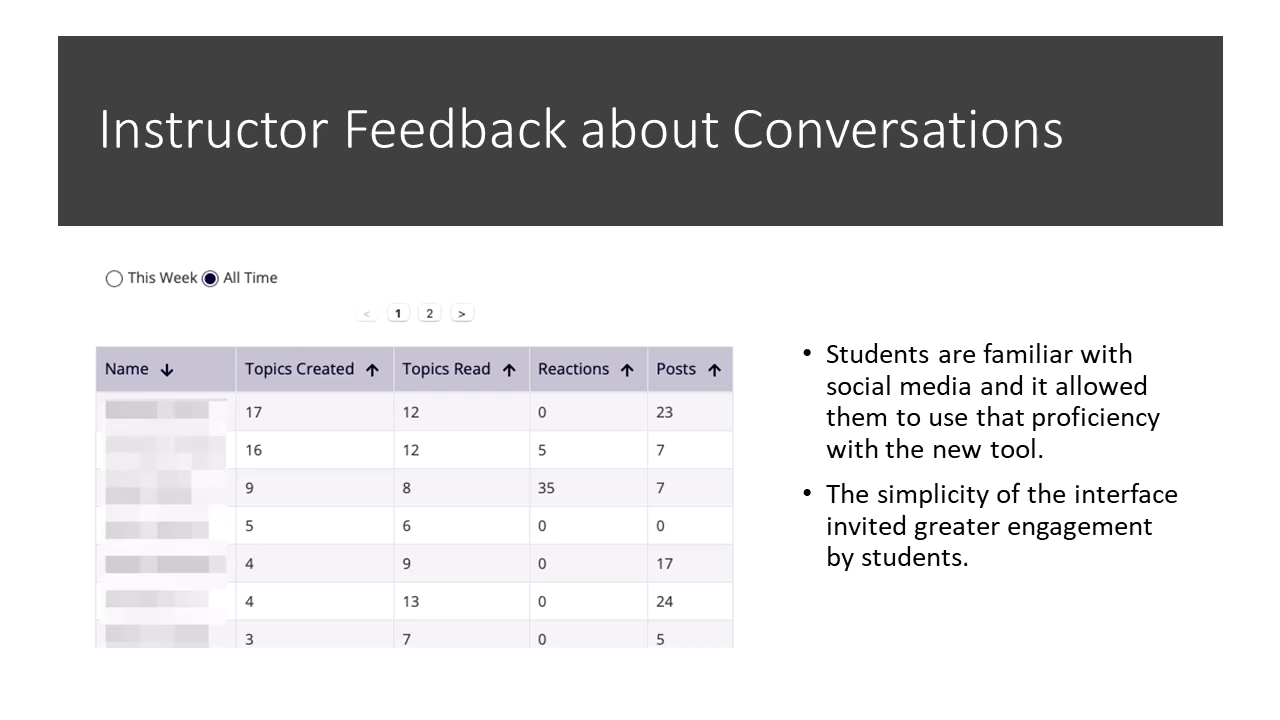 Instructor Feedback about Conversations
This Week All Time
< 1 2 >
Name ↓ Topics Created ↑ Topics Read ↑ Reactions ↑ Posts ↑
17 12 0 23
16 12 5 7
9 8 35 7
5 6 0 0
4 9 0 17
4 13 0 24
3 7 0 5
• Students are familiar with
social media and it allowed
them to use that proficiency
with the new tool.
• The simplicity of the interface
invited greater engagement
by students.